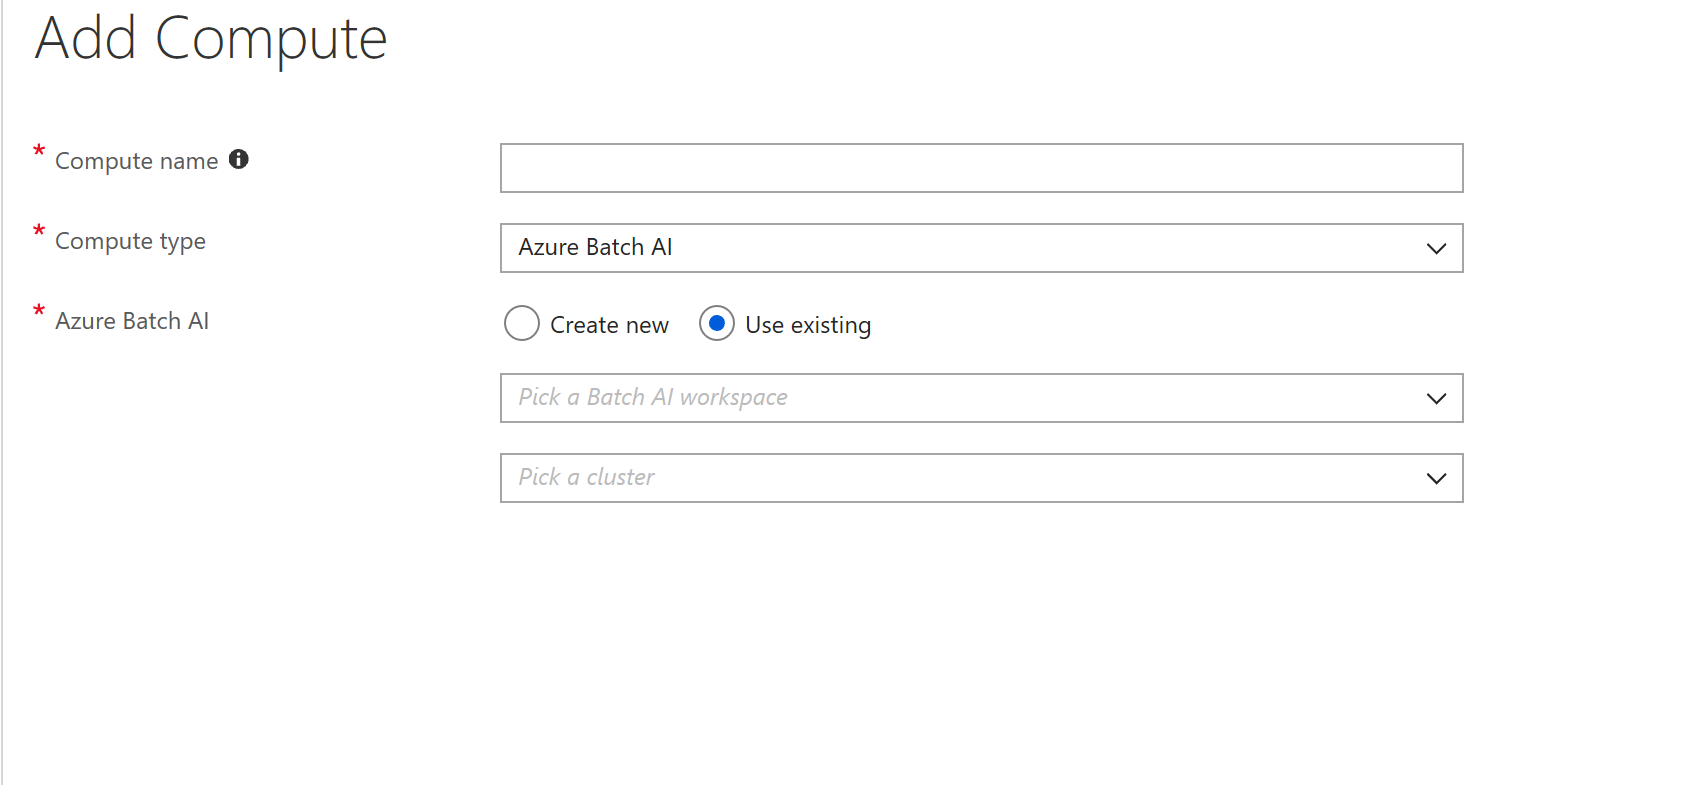 Add Compute
* Compute name
* Compute type
Azure Batch AI
* Azure Batch AI
Create new
Use existing
Pick a Batch AI workspace
Pick a cluster